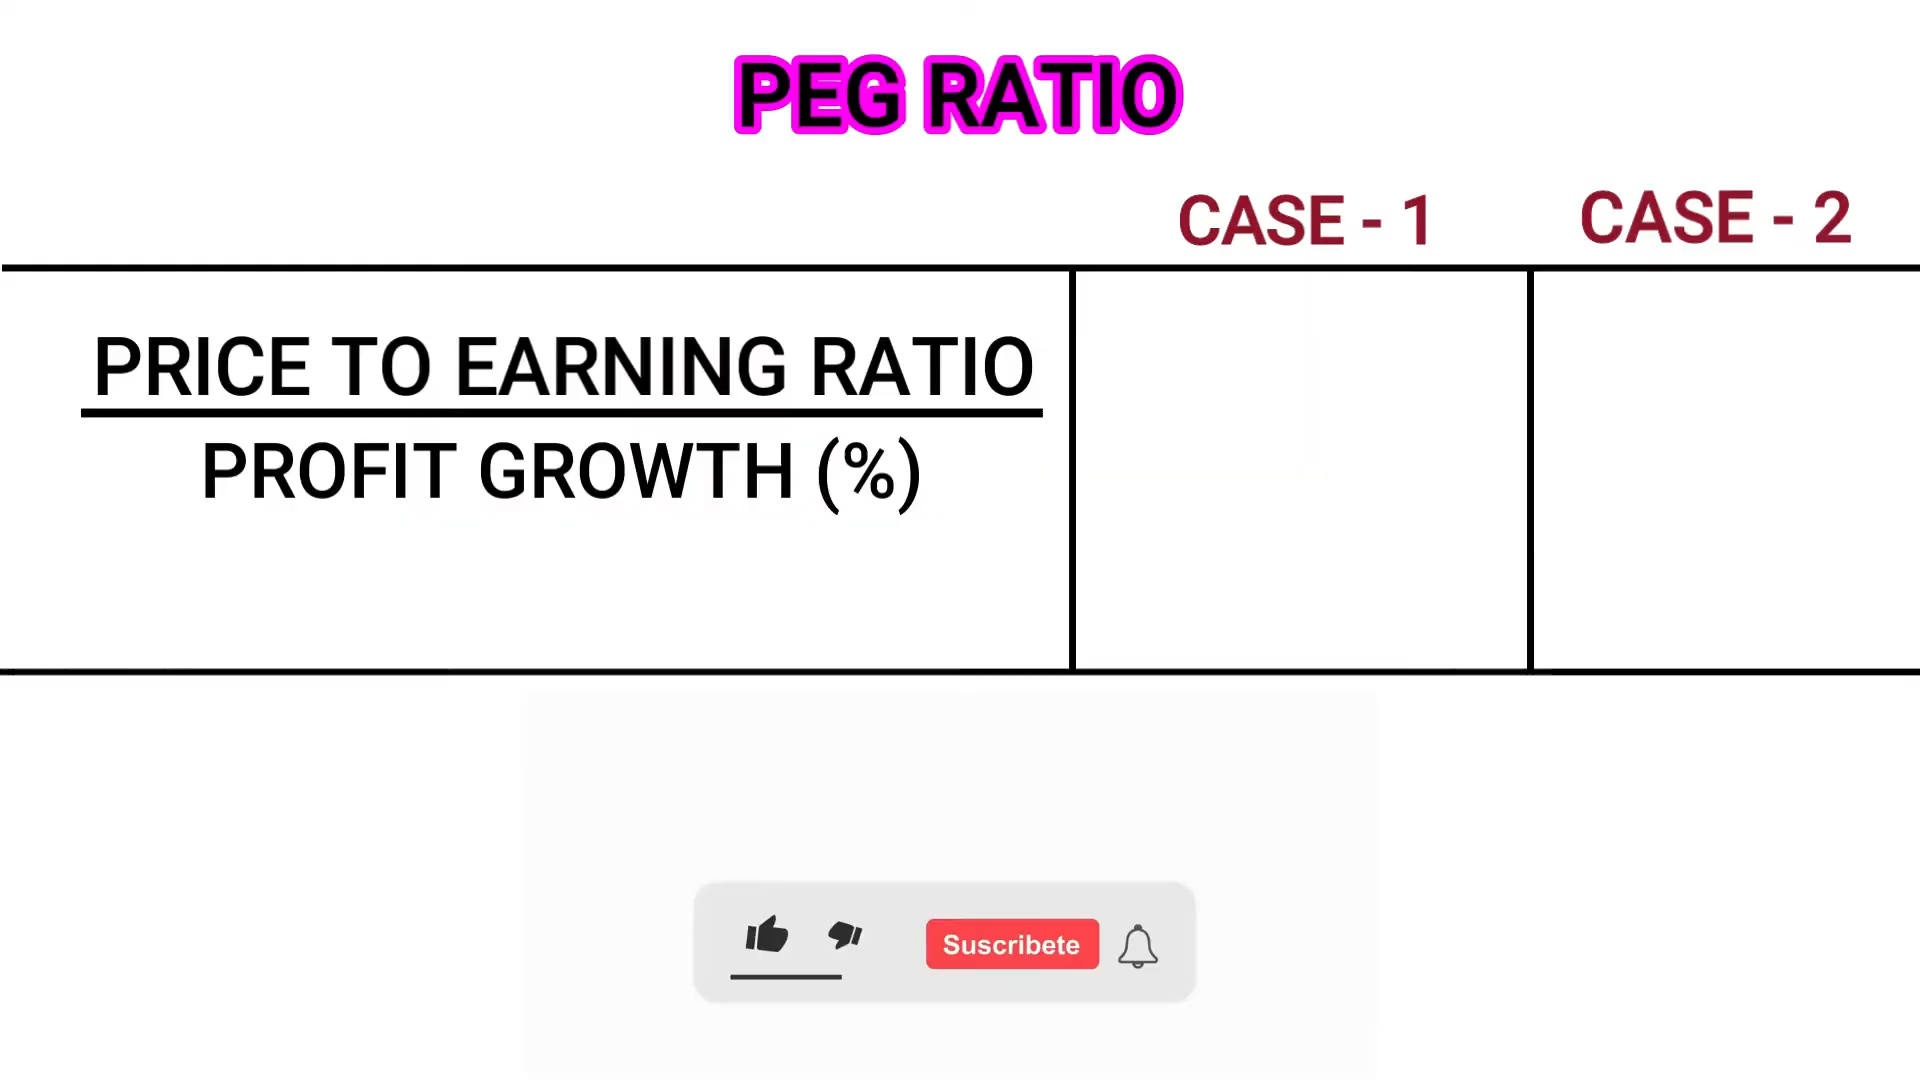 PEG RATIO
CASE - 1
CASE - 2
PRICE TO EARNING RATIO
PROFIT GROWTH (%)
Suscribete